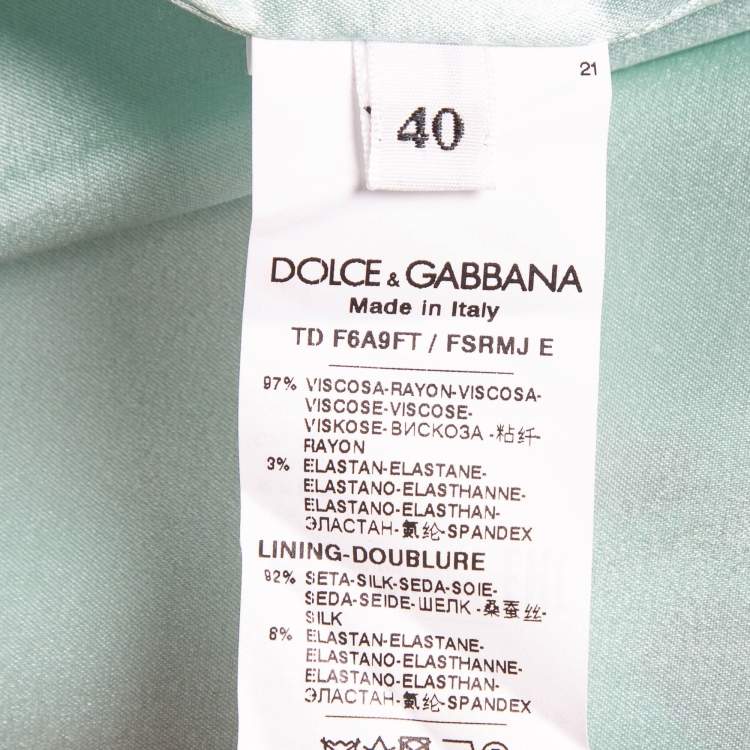 21
40
DOLCE & GABBANA
Made in Italy
TD F6A9FT / FSRMJ E
97% VISCOSA-RAYON-VISCOSA-
VISCOSE-VISCOSE-
VISKOSE-ВИСКОЗА-粘纤-
RAYON
3% ELASTAN-ELASTANE-
ELASTANO-ELASTHANNE-
ELASTANO-ELASTHAN-
ЭЛАСТАН-氨纶-SPANDEX
LINING-DOUBLURE
92% SETA-SILK-SEDA-SOIE-
SEDA-SEIDE-ШЕЛК-桑蚕丝-
SILK
8% ELASTAN-ELASTANE-
ELASTANO-ELASTHANNE-
ELASTANO-ELASTHAN-
ЭЛАСТАН-氨纶-SPANDEX